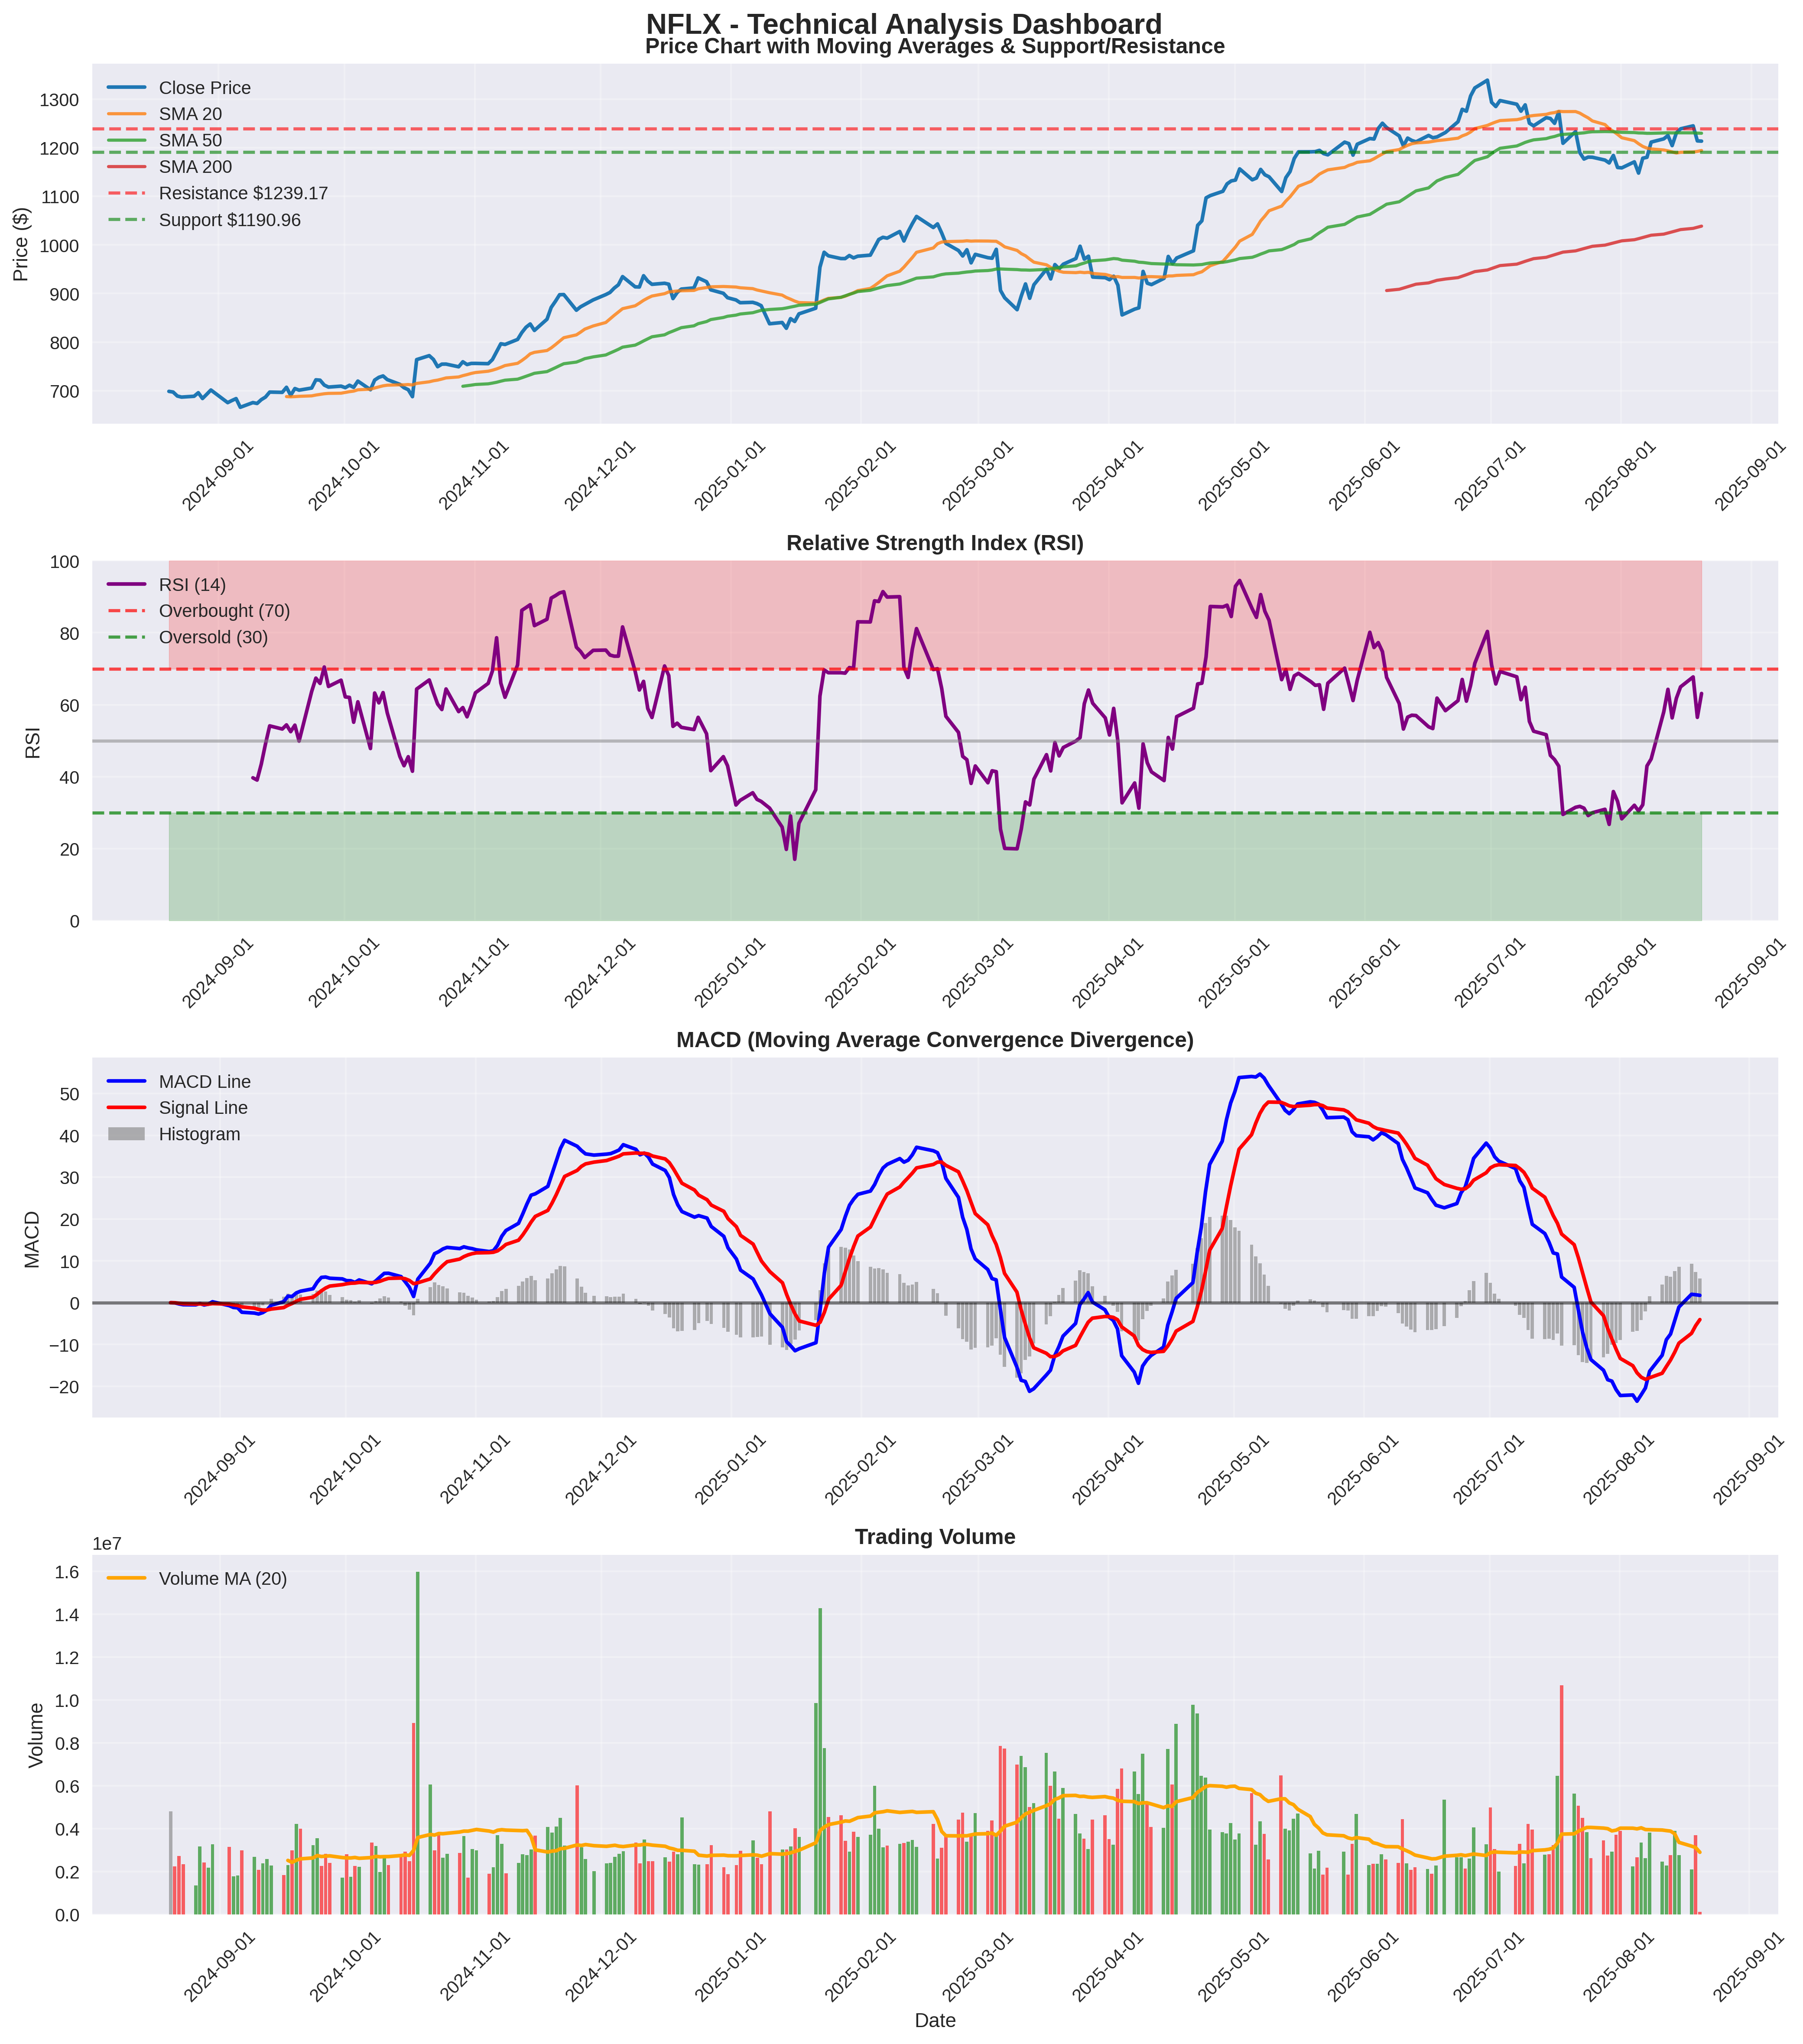 NFLX - Technical Analysis Dashboard
Price Chart with Moving Averages & Support/Resistance
Close Price
SMA 20
SMA 50
SMA 200
Resistance $1239.17
Support $1190.96
Price ($)
1300
1200
1100
1000
900
800
700
2024-09-01 2024-10-01 2024-11-01 2024-12-01 2025-01-01 2025-02-01 2025-03-01 2025-04-01 2025-05-01 2025-06-01 2025-07-01 2025-08-01 2025-09-01
Relative Strength Index (RSI)
RSI (14)
Overbought (70)
Oversold (30)
RSI
100
80
60
40
20
0
2024-09-01 2024-10-01 2024-11-01 2024-12-01 2025-01-01 2025-02-01 2025-03-01 2025-04-01 2025-05-01 2025-06-01 2025-07-01 2025-08-01 2025-09-01
MACD (Moving Average Convergence Divergence)
MACD Line
Signal Line
Histogram
MACD
50
40
30
20
10
0
−10
−20
2024-09-01 2024-10-01 2024-11-01 2024-12-01 2025-01-01 2025-02-01 2025-03-01 2025-04-01 2025-05-01 2025-06-01 2025-07-01 2025-08-01 2025-09-01
Trading Volume
1e7
Volume MA (20)
Volume
1.6
1.4
1.2
1.0
0.8
0.6
0.4
0.2
0.0
2024-09-01 2024-10-01 2024-11-01 2024-12-01 2025-01-01 2025-02-01 2025-03-01 2025-04-01 2025-05-01 2025-06-01 2025-07-01 2025-08-01 2025-09-01
Date